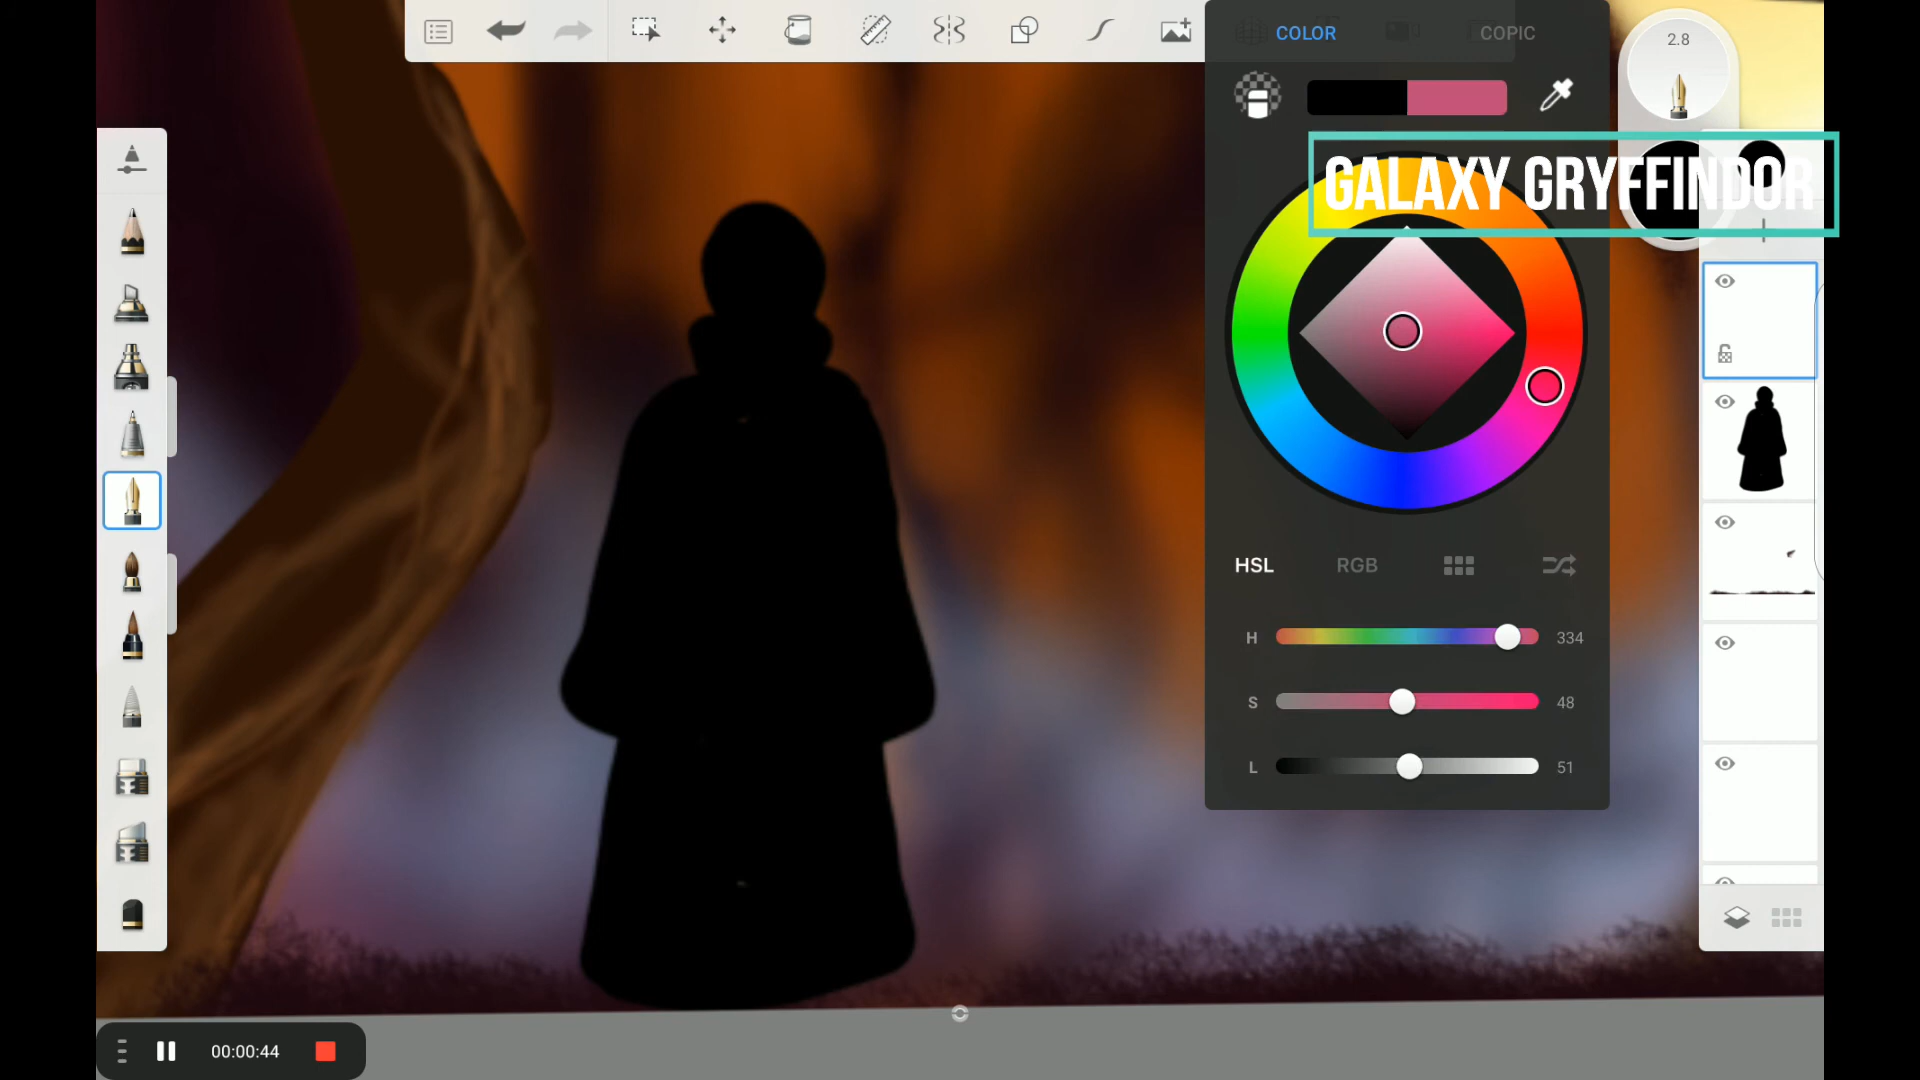 COLOR COPIC
2.8
GALAXY GRYFFINDOR
HSL RGB
H 334
S 48
L 51
00:00:44